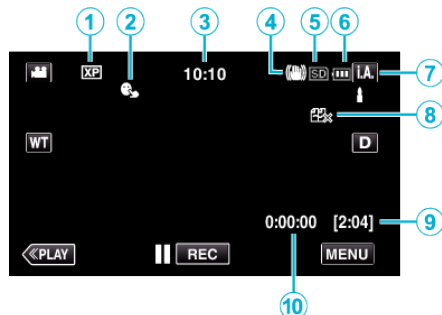 1 2 3 4 5 6
XP 10:10 SD i.A. 7
8
WT D
0:00:00 [2:04] 9
≪PLAY REC MENU
10